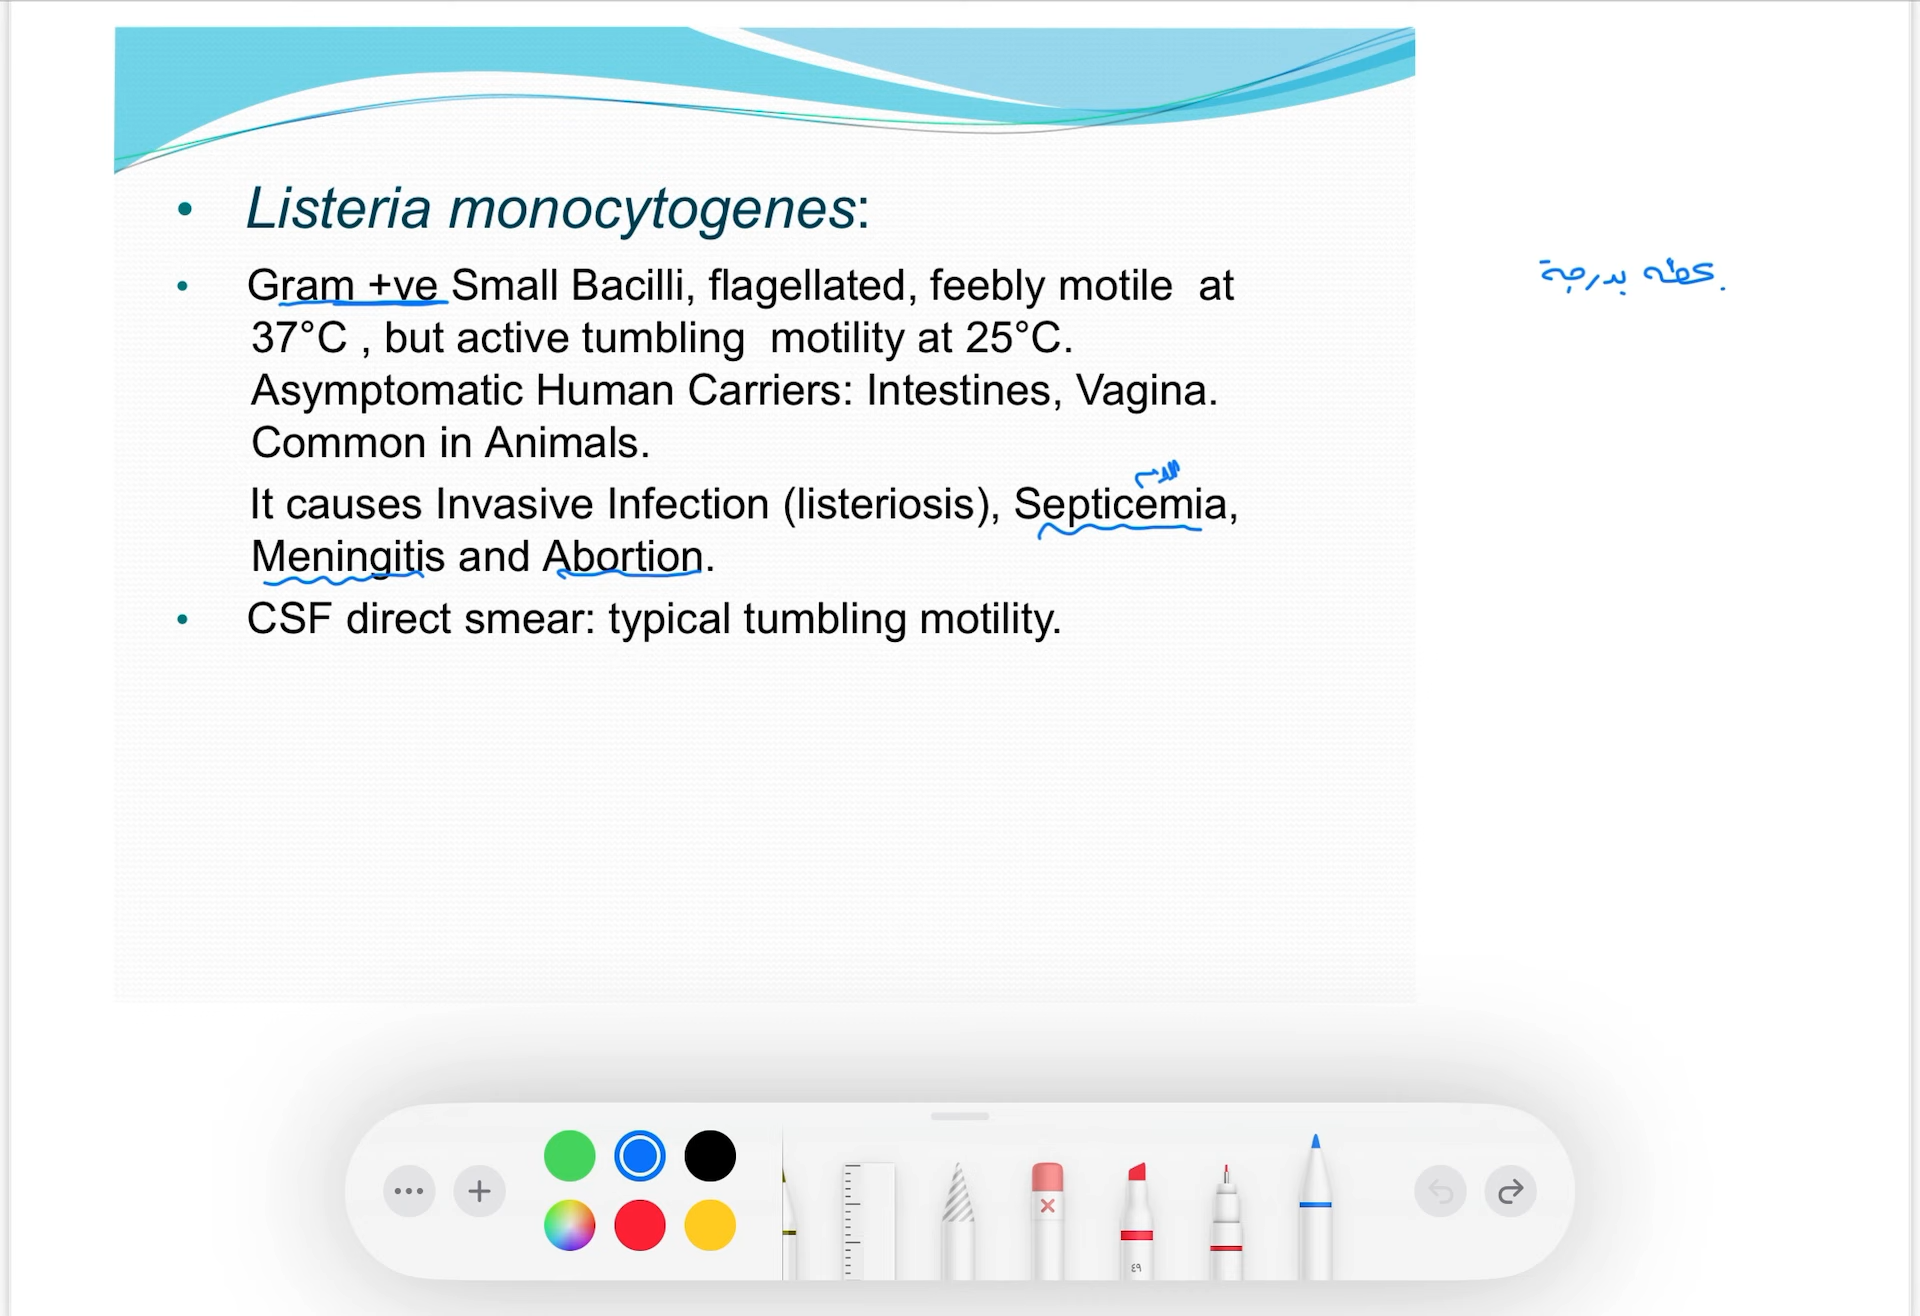 • Listeria monocytogenes:
• Gram +ve Small Bacilli, flagellated, feebly motile at
37°C , but active tumbling motility at 25°C.
Asymptomatic Human Carriers: Intestines, Vagina.
Common in Animals.
الدم
It causes Invasive Infection (listeriosis), Septicemia,
Meningitis and Abortion.
• CSF direct smear: typical tumbling motility.
بدرجة
٤٩